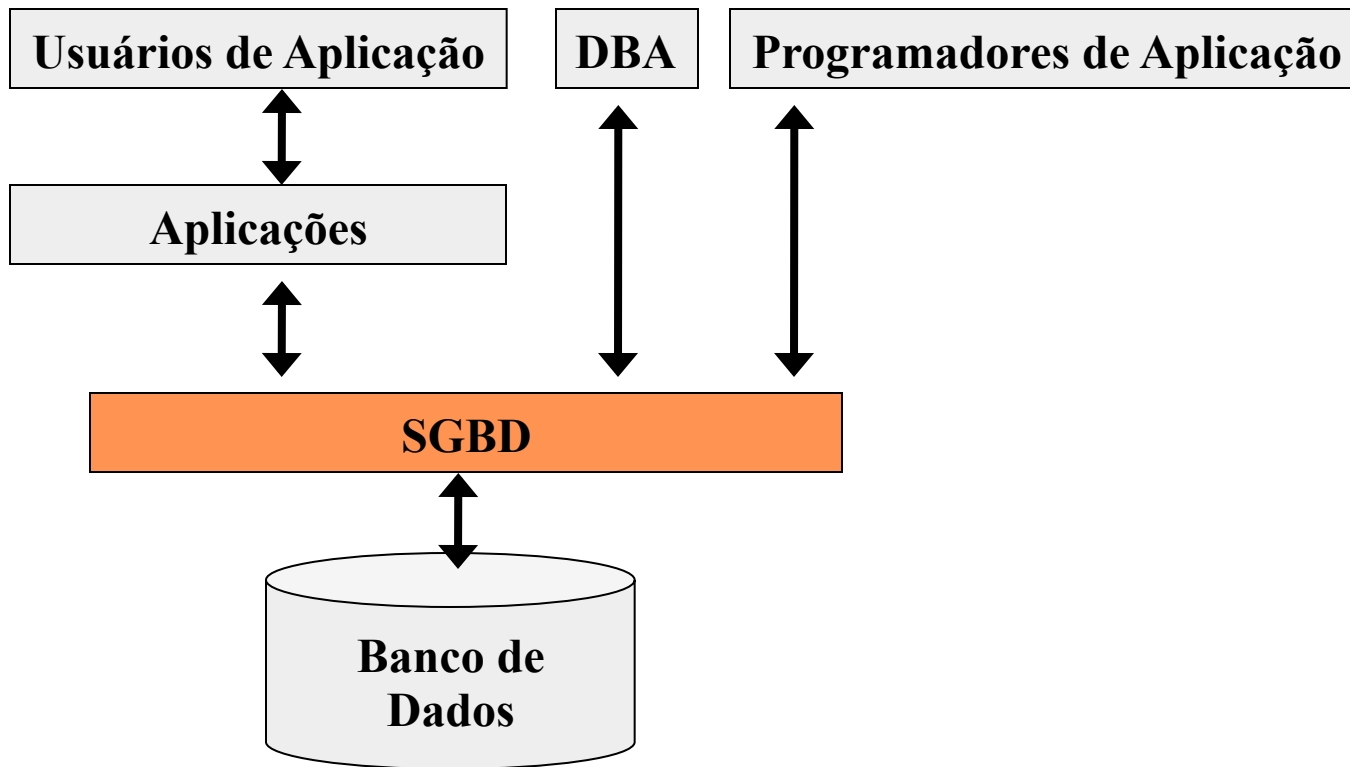 Usuários de Aplicação
DBA
Programadores de Aplicação
Aplicações
SGBD
Banco de
Dados